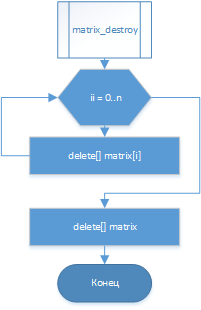 matrix_destroy
ii = 0..n
delete[] matrix[i]
delete[] matrix
Конец